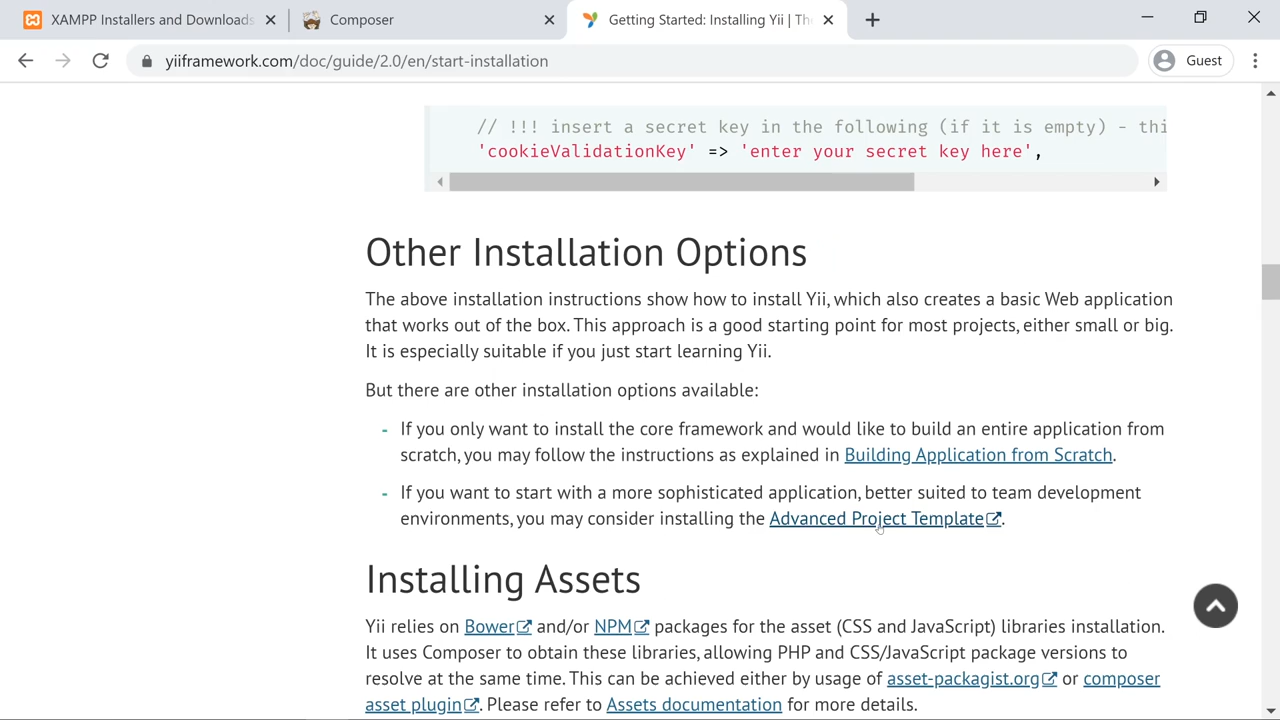 XAMPP Installers and Downloads
Composer
Getting Started: Installing Yii | Th
yiiframework.com/doc/guide/2.0/en/start-installation
Guest
// !!! insert a secret key in the following (if it is empty) - thi
'cookieValidationKey' => 'enter your secret key here',
Other Installation Options
The above installation instructions show how to install Yii, which also creates a basic Web application
that works out of the box. This approach is a good starting point for most projects, either small or big.
It is especially suitable if you just start learning Yii.
But there are other installation options available:
- If you only want to install the core framework and would like to build an entire application from
scratch, you may follow the instructions as explained in Building Application from Scratch.
- If you want to start with a more sophisticated application, better suited to team development
environments, you may consider installing the Advanced Project Template.
Installing Assets
Yii relies on Bower and/or NPM packages for the asset (CSS and JavaScript) libraries installation.
It uses Composer to obtain these libraries, allowing PHP and CSS/JavaScript package versions to
resolve at the same time. This can be achieved either by usage of asset-packagist.org or composer
asset plugin. Please refer to Assets documentation for more details.